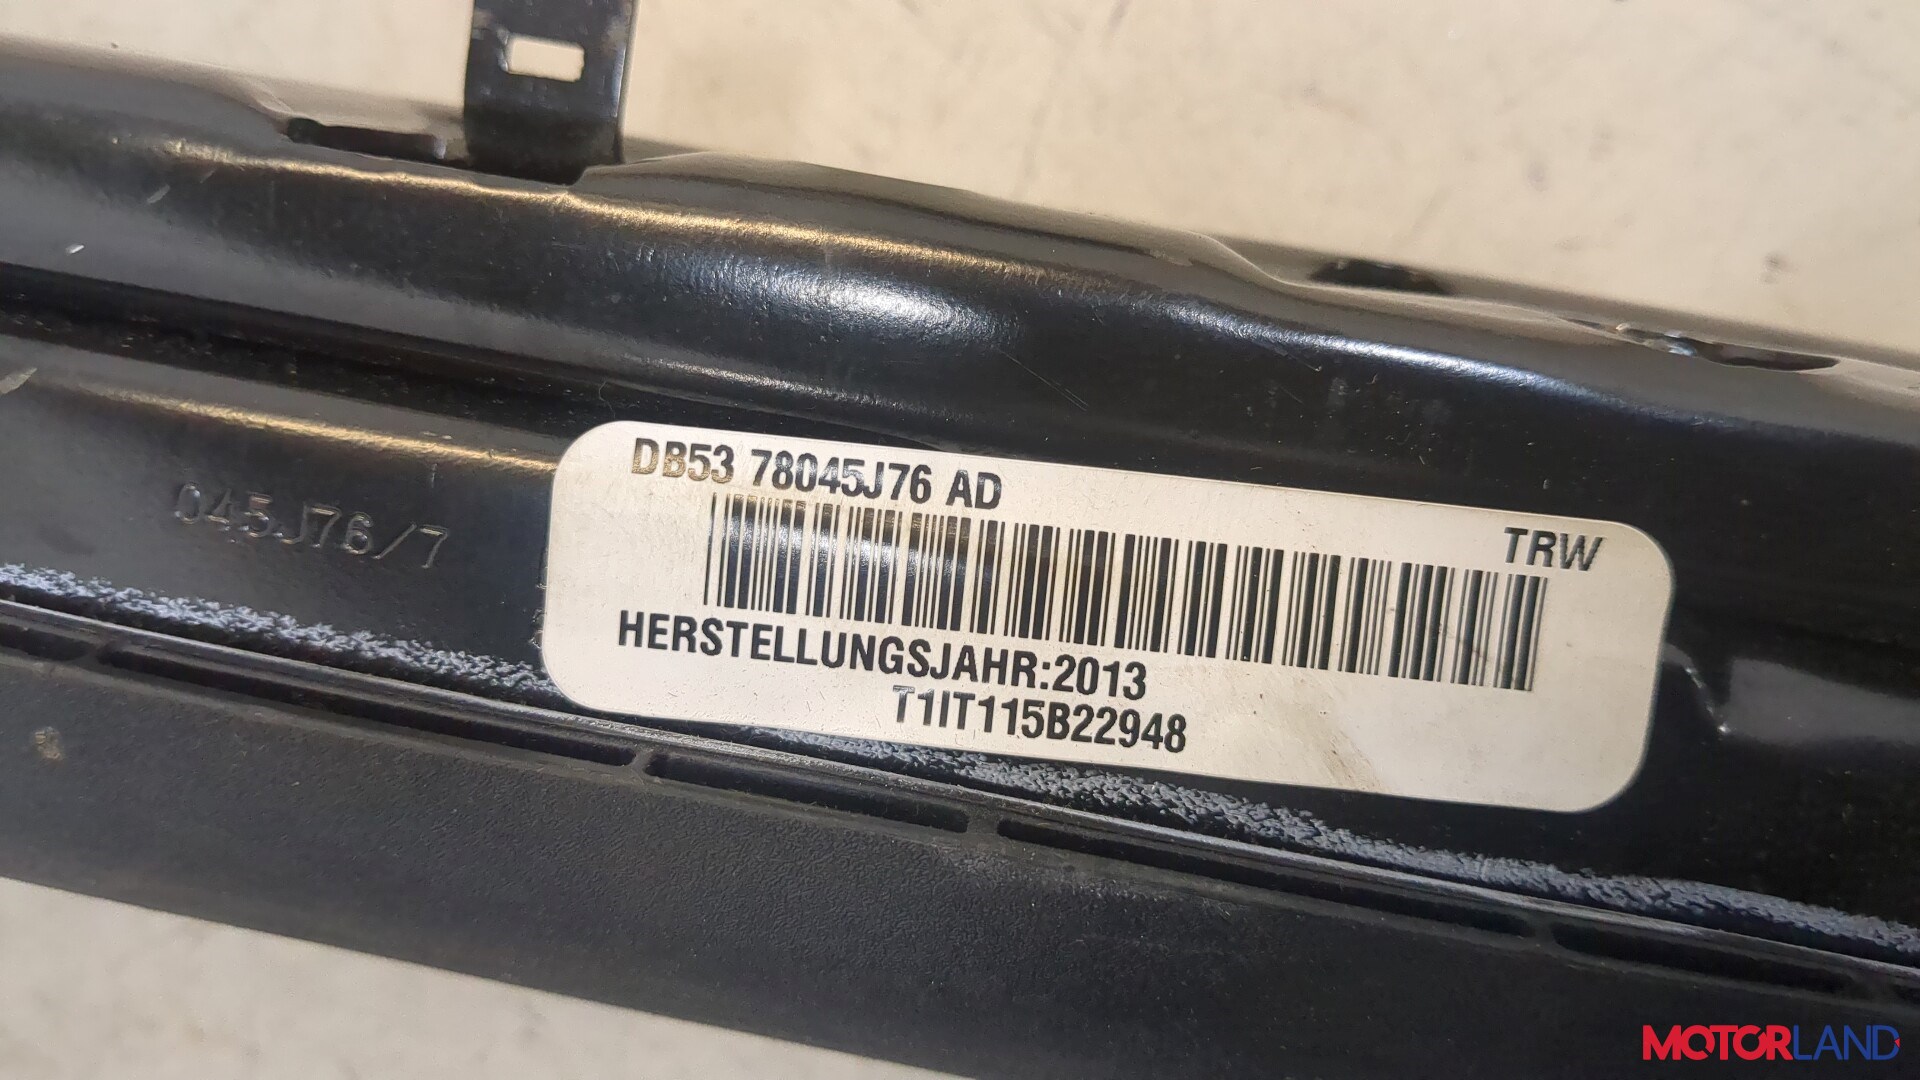 DB53 78045J76 AD
TRW
045J76/7
HERSTELLUNGSJAHR:2013
T1IT115B22948
MOTORLAND